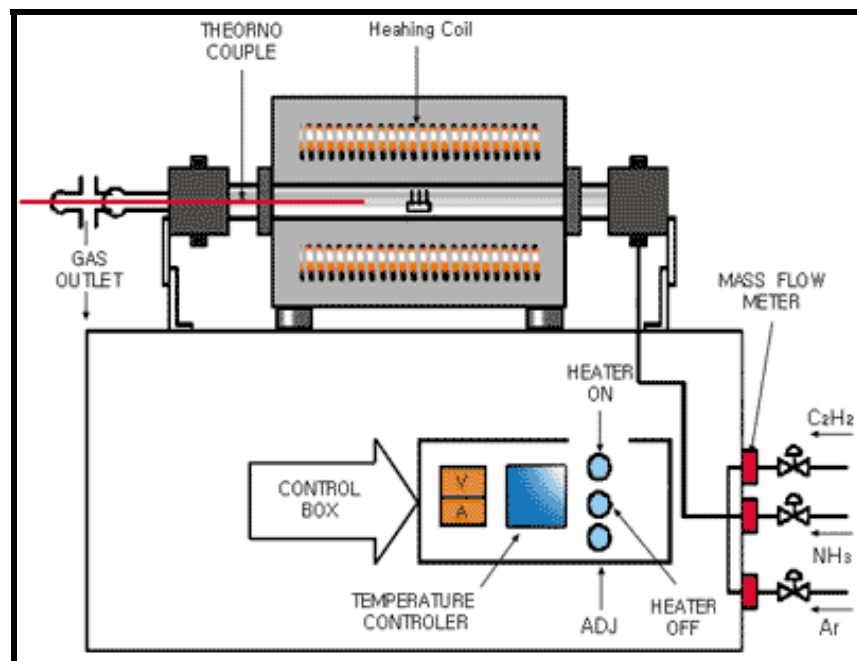 THEORNO
COUPLE
Heahing Coil
GAS
OUTLET
MASS FLOW
METER
HEATER
ON
C₂H₂
CONTROL
BOX
V
A
NH₃
TEMPERATURE
CONTROLER
ADJ
HEATER
OFF
Ar